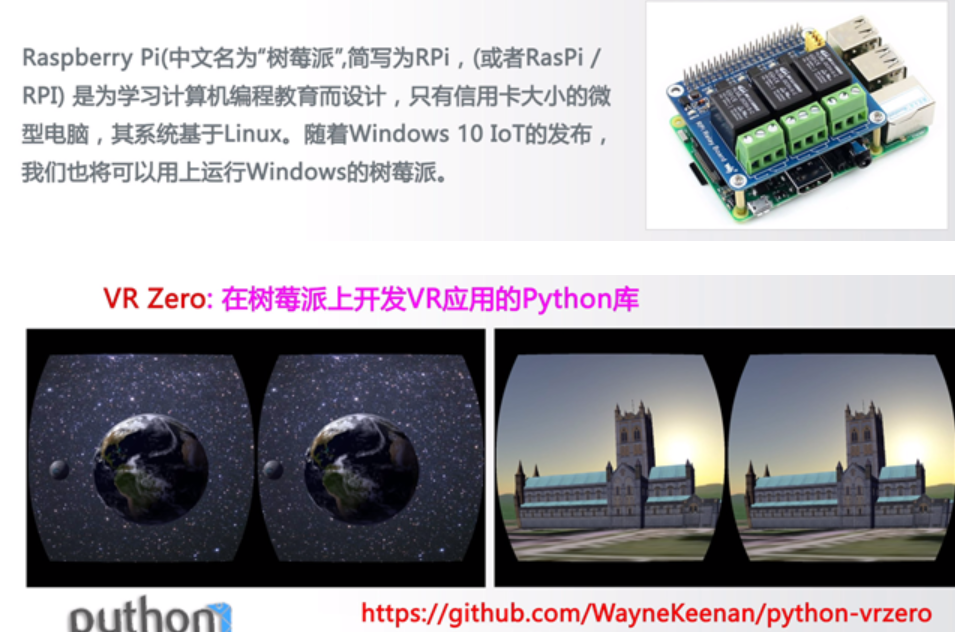 Raspberry Pi(中文名为“树莓派”,简写为RPi，(或者RasPi /
RPI) 是为学习计算机编程教育而设计，只有信用卡大小的微
型电脑，其系统基于Linux。随着Windows 10 IoT的发布，
我们也将可以用上运行Windows的树莓派。
RPi Relay Board
VR Zero: 在树莓派上开发VR应用的Python库
python
https://github.com/WayneKeenan/python-vrzero